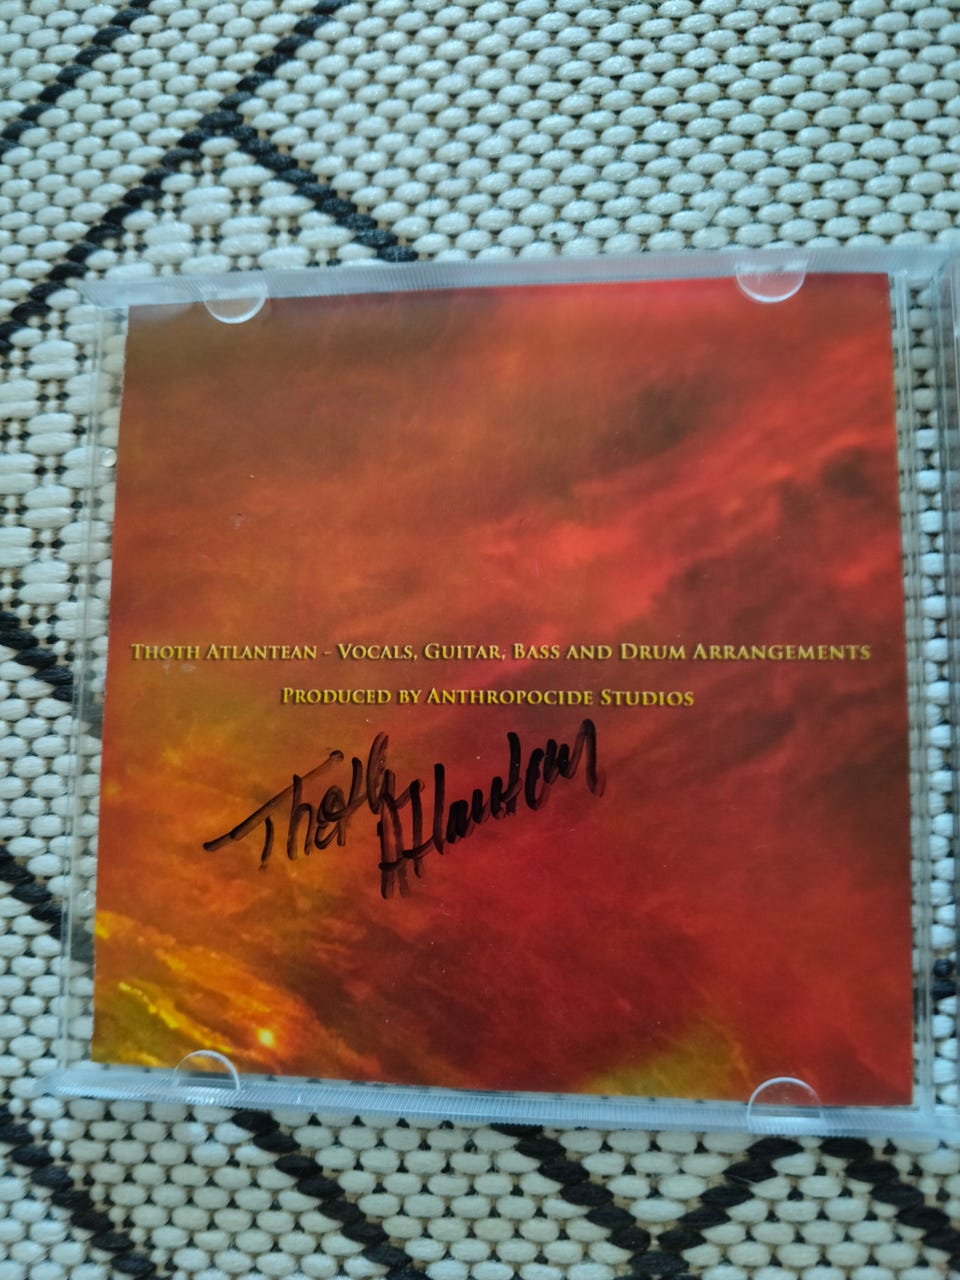 Thoth Atlantean - Vocals, Guitar, Bass and Drum Arrangements
Produced by Anthropocide Studios
Thoth Atlantean